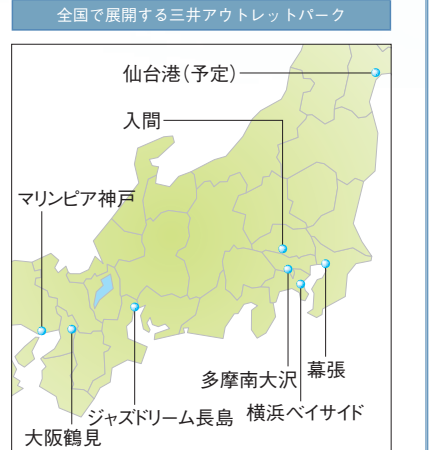 全国で展開する三井アウトレットパーク
仙台港（予定）
入間
マリンピア神戸
多摩南大沢
幕張
ジャズドリーム長島
横浜ベイサイド
大阪鶴見